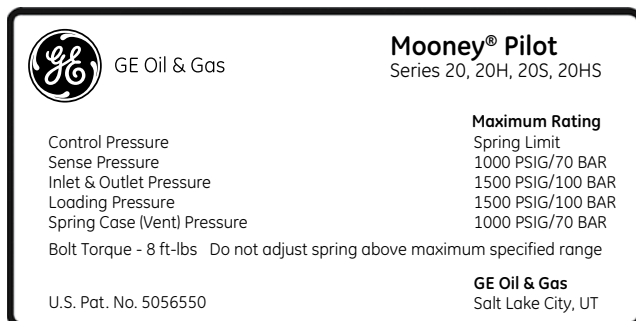 GE Oil & Gas
Mooney® Pilot
Series 20, 20H, 20S, 20HS
Maximum Rating
Control Pressure Spring Limit
Sense Pressure 1000 PSIG/70 BAR
Inlet & Outlet Pressure 1500 PSIG/100 BAR
Loading Pressure 1500 PSIG/100 BAR
Spring Case (Vent) Pressure 1000 PSIG/70 BAR
Bolt Torque - 8 ft-lbs Do not adjust spring above maximum specified range
GE Oil & Gas
U.S. Pat. No. 5056550 Salt Lake City, UT